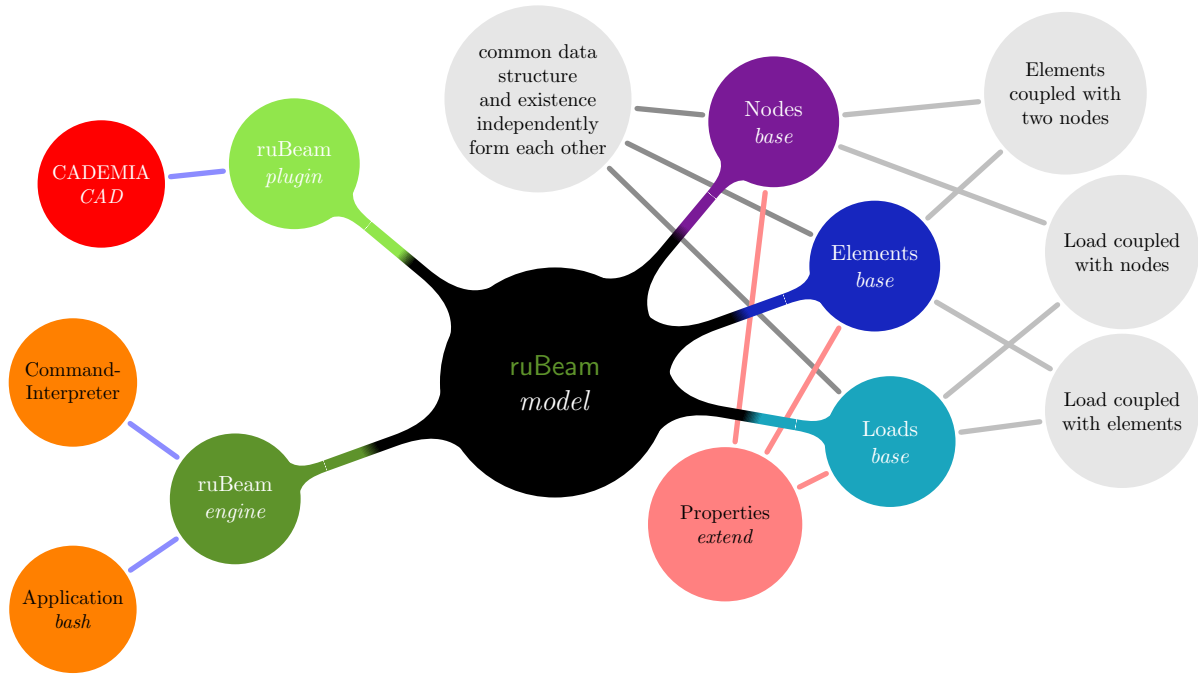 common data
structure
and existence
independently
form each other
Nodes
base
Elements
coupled with
two nodes
ruBeam
plugin
CADEMIA
CAD
Elements
base
Load coupled
with nodes
ruBeam
model
Command-
Interpreter
Loads
base
Load coupled
with elements
ruBeam
engine
Properties
extend
Application
bash